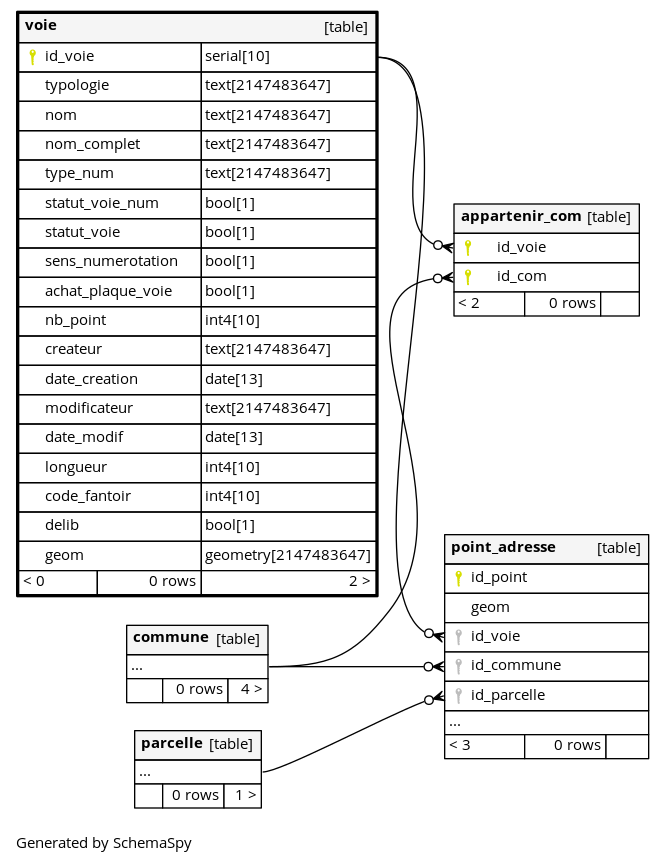 voie [table]
id_voie serial[10]
typologie text[2147483647]
nom text[2147483647]
nom_complet text[2147483647]
type_num text[2147483647]
statut_voie_num bool[1]
statut_voie bool[1]
sens_numerotation bool[1]
achat_plaque_voie bool[1]
nb_point int4[10]
createur text[2147483647]
date_creation date[13]
modificateur text[2147483647]
date_modif date[13]
longueur int4[10]
code_fantoir int4[10]
delib bool[1]
geom geometry[2147483647]
< 0 0 rows 2 >
appartenir_com [table]
id_voie
id_com
< 2 0 rows
point_adresse [table]
id_point
geom
id_voie
id_commune
id_parcelle
...
< 3 0 rows
commune [table]
...
0 rows 4 >
parcelle [table]
...
0 rows 1 >
Generated by SchemaSpy